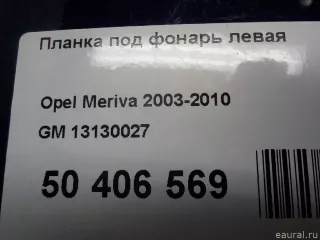 Планка под фонарь левая
Opel Meriva 2003-2010
GM 13130027
50 406 569
eaural.ru